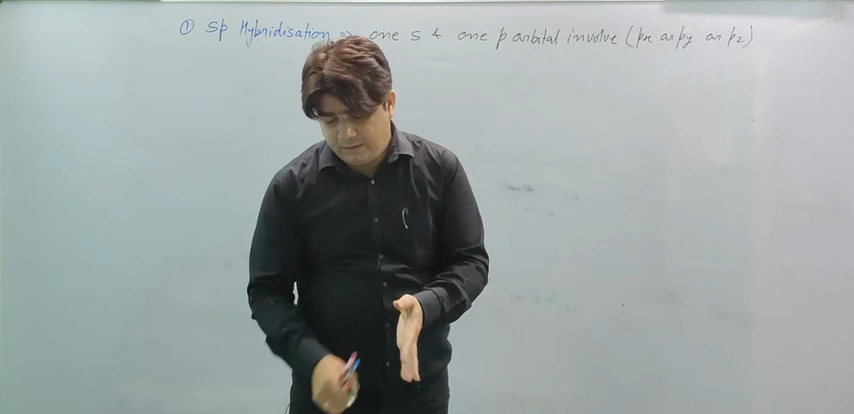 ① Sp Hybridisation ⇒ one s & one p orbital involve (px or py or pz)